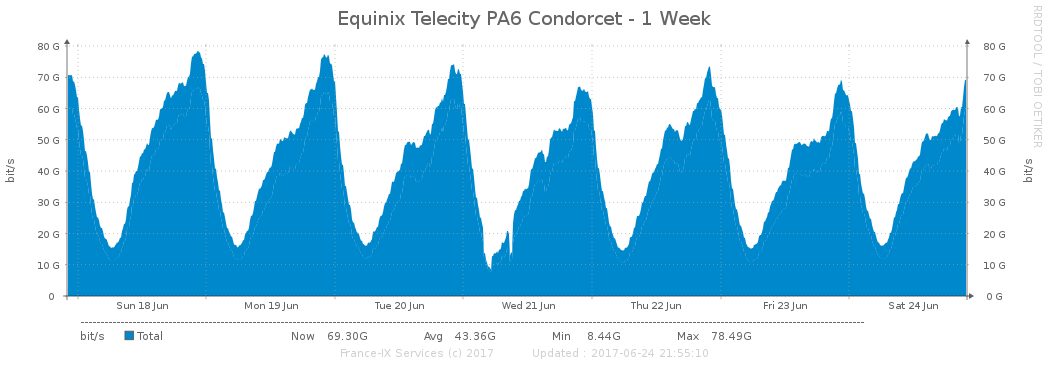 Equinix Telecity PA6 Condorcet - 1 Week
RRDTOOL / TOBI OETIKER
bit/s
80 G 80 G
70 G 70 G
60 G 60 G
50 G 50 G
40 G 40 G
30 G 30 G
20 G 20 G
10 G 10 G
0 0 G
bit/s
Sun 18 Jun Mon 19 Jun Tue 20 Jun Wed 21 Jun Thu 22 Jun Fri 23 Jun Sat 24 Jun
bit/s Total Now 69.30G Avg 43.36G Min 8.44G Max 78.49G
France-IX Services (c) 2017 Updated : 2017-06-24 21:55:10